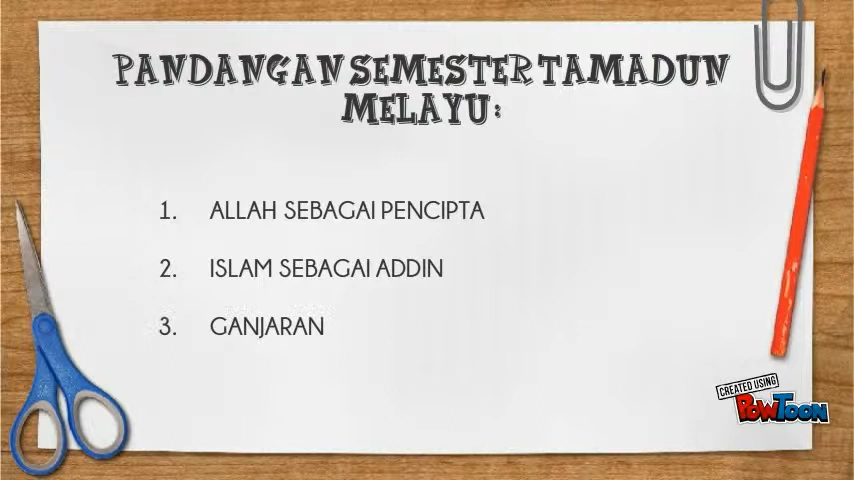 PANDANGAN SEMESTER TAMADUN
MELAYU:
1. ALLAH SEBAGAI PENCIPTA
2. ISLAM SEBAGAI ADDIN
3. GANJARAN
CREATED USING
POWTOON